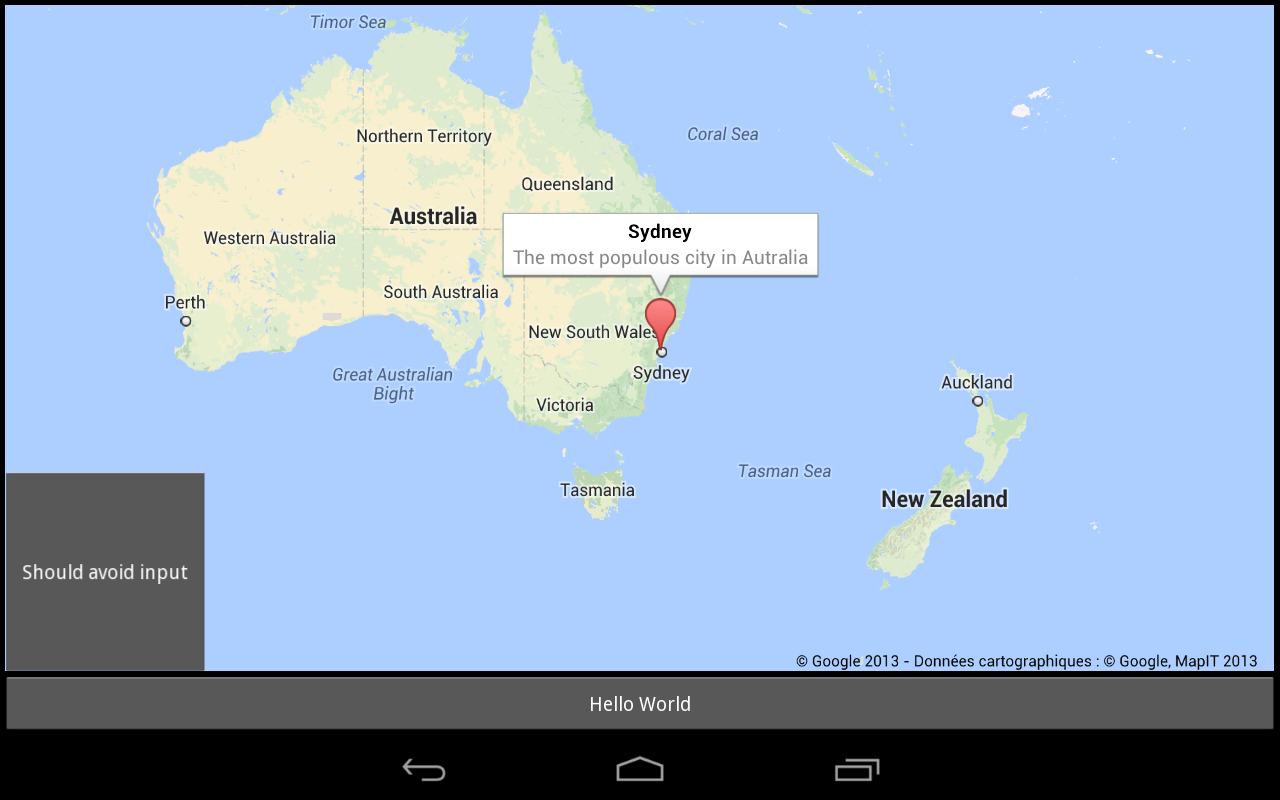 Timor Sea
Coral Sea
Northern Territory
Queensland
Australia
Western Australia
Sydney
The most populous city in Autralia
South Australia
Perth
New South Wales
Sydney
Great Australian
Bight
Auckland
Victoria
Tasman Sea
Tasmania
New Zealand
Should avoid input
© Google 2013 - Données cartographiques : © Google, MapIT 2013
Hello World